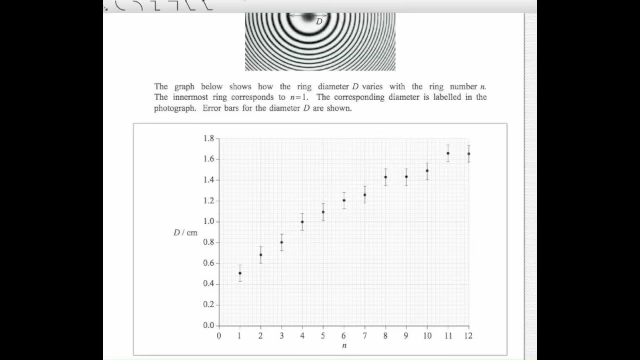 D
The graph below shows how the ring diameter D varies with the ring number n.
The innermost ring corresponds to n=1. The corresponding diameter is labelled in the
photograph. Error bars for the diameter D are shown.
1.8
1.6
1.4
1.2
1.0
D / cm
0.8
0.6
0.4
0.2
0.0
0 1 2 3 4 5 6 7 8 9 10 11 12
n